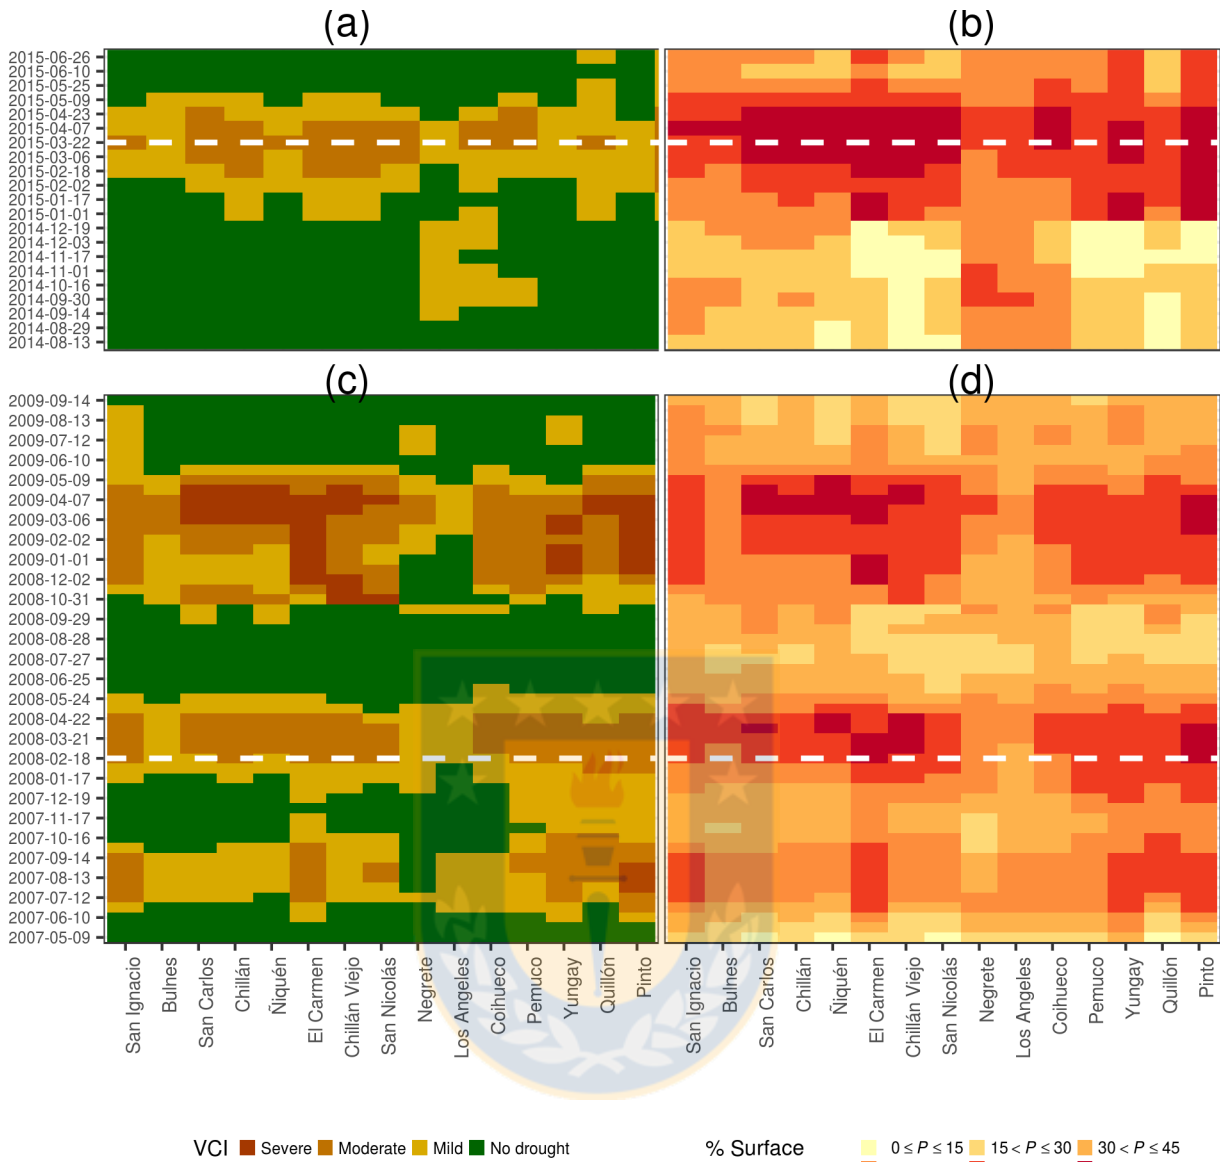 (a)
(b)
2015-06-26
2015-06-10
2015-05-25
2015-05-09
2015-04-23
2015-04-07
2015-03-22
2015-03-06
2015-02-18
2015-02-02
2015-01-17
2015-01-01
2014-12-19
2014-12-03
2014-11-17
2014-11-01
2014-10-16
2014-09-30
2014-09-14
2014-08-29
2014-08-13
(c)
(d)
2009-09-14
2009-08-13
2009-07-12
2009-06-10
2009-05-09
2009-04-07
2009-03-06
2009-02-02
2009-01-01
2008-12-02
2008-10-31
2008-09-29
2008-08-28
2008-07-27
2008-06-25
2008-05-24
2008-04-22
2008-03-21
2008-02-18
2008-01-17
2007-12-19
2007-11-17
2007-10-16
2007-09-14
2007-08-13
2007-07-12
2007-06-10
2007-05-09
San Ignacio
Bulnes
San Carlos
Chillán
Ñiquén
El Carmen
Chillán Viejo
San Nicolás
Negrete
Los Angeles
Coihueco
Pemuco
Yungay
Quillón
Pinto
San Ignacio
Bulnes
San Carlos
Chillán
Ñiquén
El Carmen
Chillán Viejo
San Nicolás
Negrete
Los Angeles
Coihueco
Pemuco
Yungay
Quillón
Pinto
VCI Severe Moderate Mild No drought
% Surface 0 ≤ P ≤ 15 15 < P ≤ 30 30 < P ≤ 45